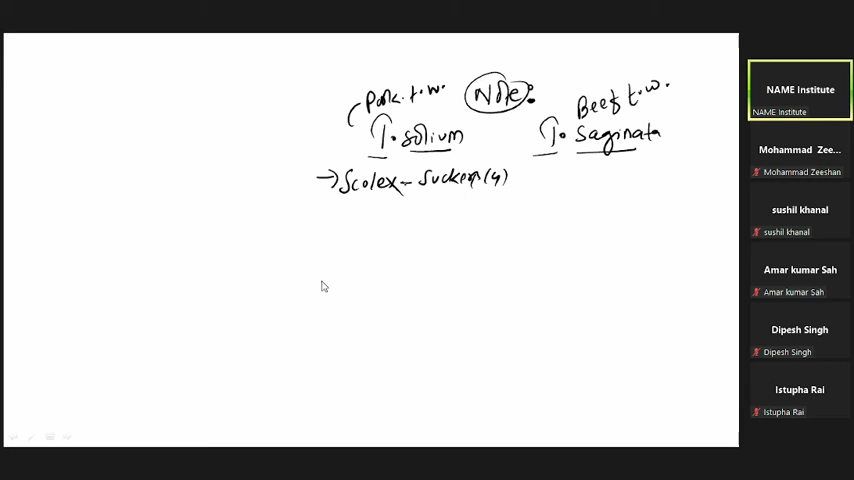 Pork.t.w. Note: Beef t.w.
T. solium T. Saginata
→ Scolex - Suckers (4)
NAME Institute
NAME Institute
Mohammad Zee...
Mohammad Zeeshan
sushil khanal
sushil khanal
Amar kumar Sah
Amar kumar Sah
Dipesh Singh
Dipesh Singh
Istupha Rai
Istupha Rai